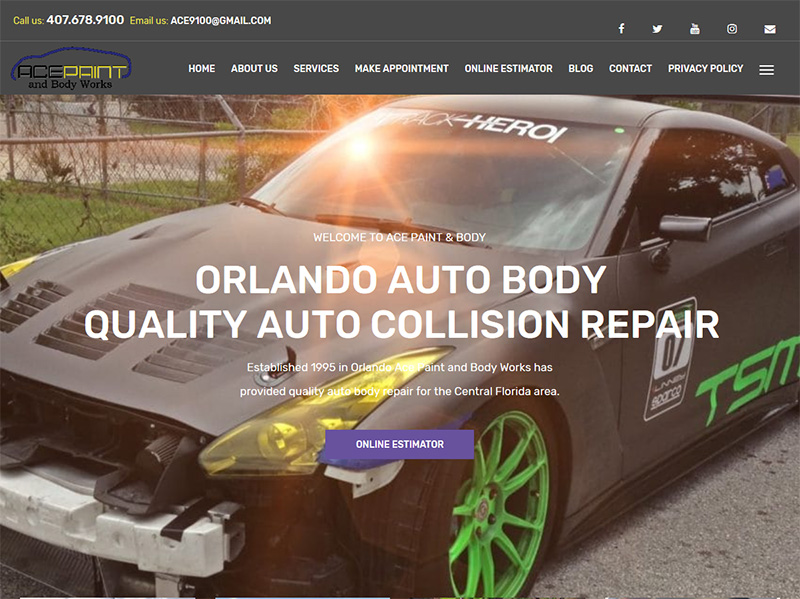 Call us: 407.678.9100 Email us: ACE9100@GMAIL.COM
ACEPAINT
and Body Works
HOME ABOUT US SERVICES MAKE APPOINTMENT ONLINE ESTIMATOR BLOG CONTACT PRIVACY POLICY
TRACK HERO!
WELCOME TO ACE PAINT & BODY
ORLANDO AUTO BODY
QUALITY AUTO COLLISION REPAIR
07
sparco
TSM
Established 1995 in Orlando Ace Paint and Body Works has
provided quality auto body repair for the Central Florida area.
ONLINE ESTIMATOR